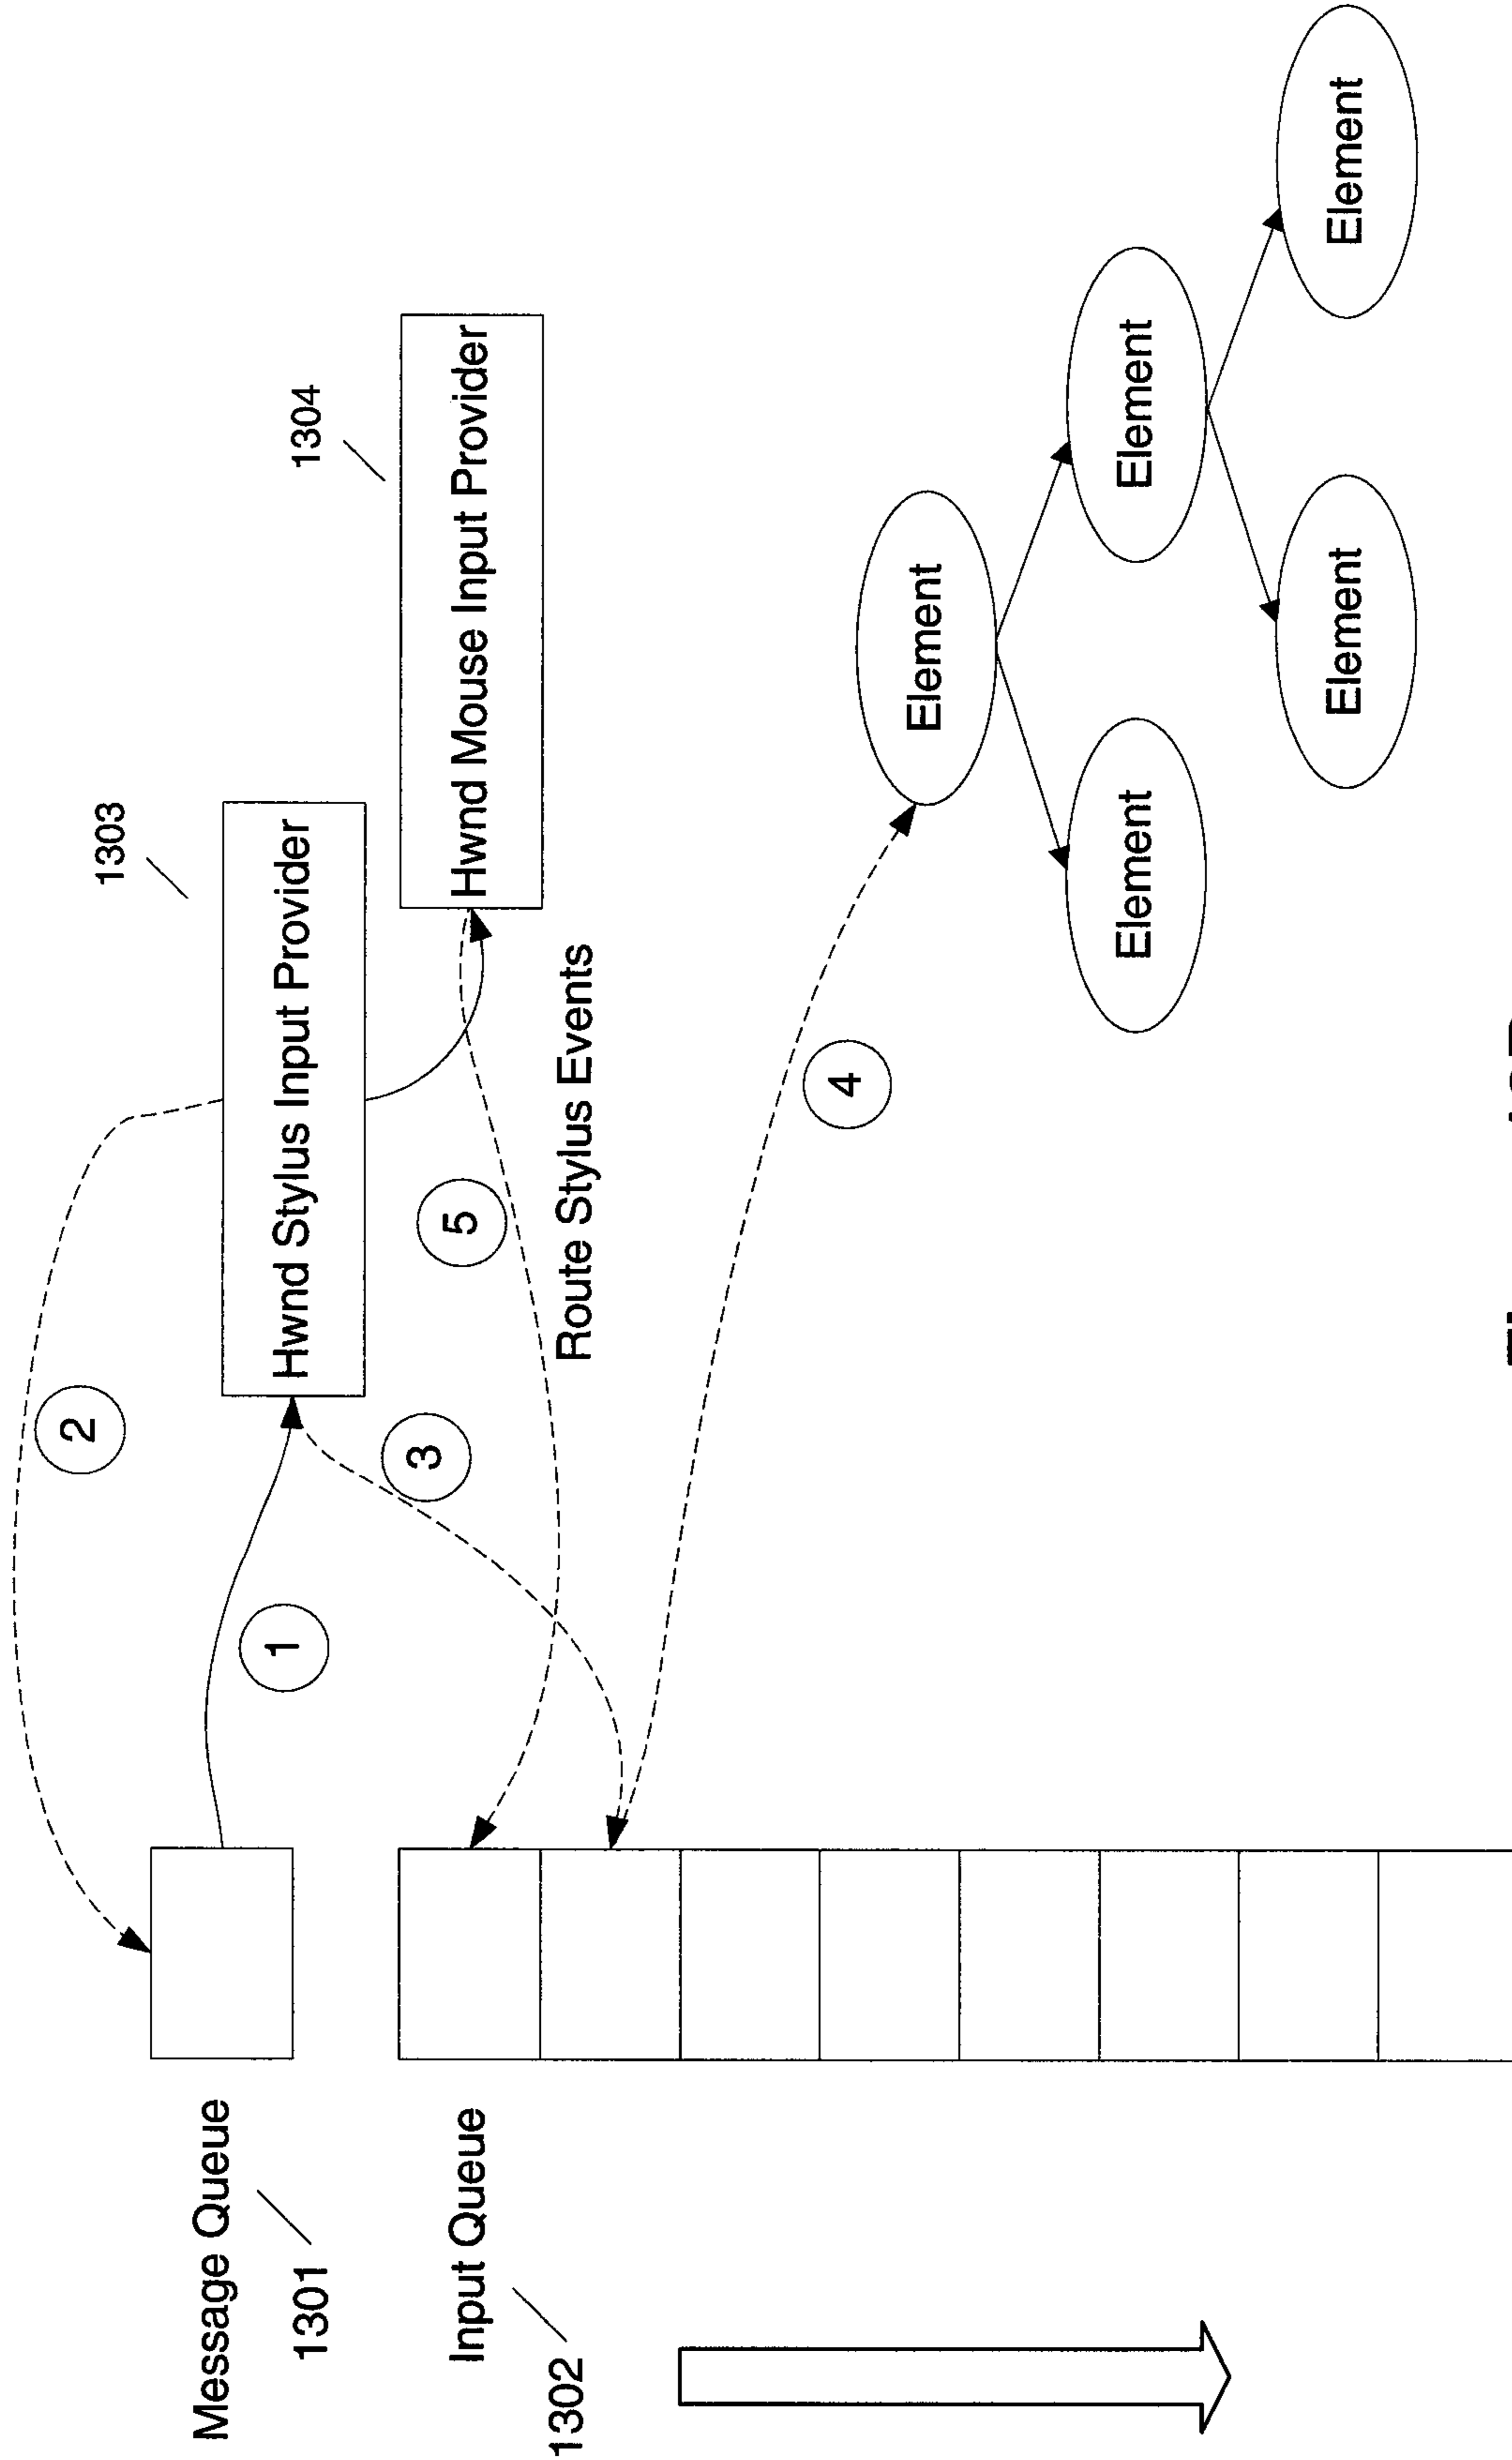 2
1303
Message Queue
1301
1
Hwnd Stylus Input Provider
1304
3
5
Input Queue
1302
Hwnd Mouse Input Provider
Route Stylus Events
4
Element
Element
Element
Element
Element